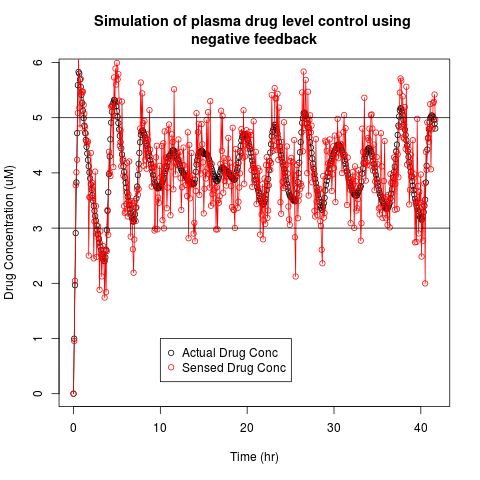 Simulation of plasma drug level control using
negative feedback
Drug Concentration (uM)
6
5
4
3
2
1
0
Actual Drug Conc
Sensed Drug Conc
0 10 20 30 40
Time (hr)